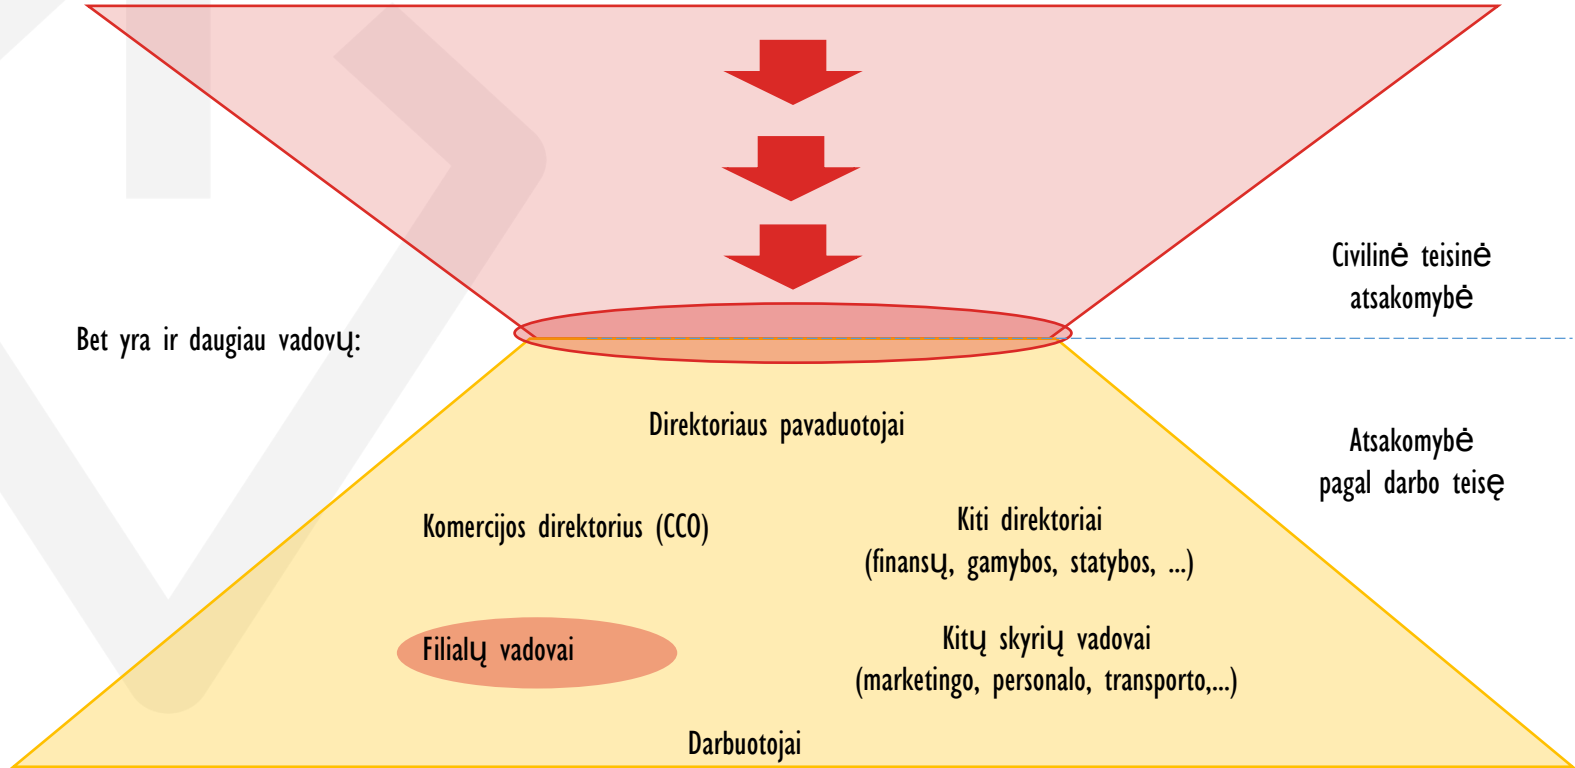 Civilinė teisinė
atsakomybė
Bet yra ir daugiau vadovų:
Direktoriaus pavaduotojai
Atsakomybė
pagal darbo teisę
Komercijos direktorius (CCO)
Kiti direktoriai
(finansų, gamybos, statybos, ...)
Filialų vadovai
Kitų skyrių vadovai
(marketingo, personalo, transporto,...)
Darbuotojai